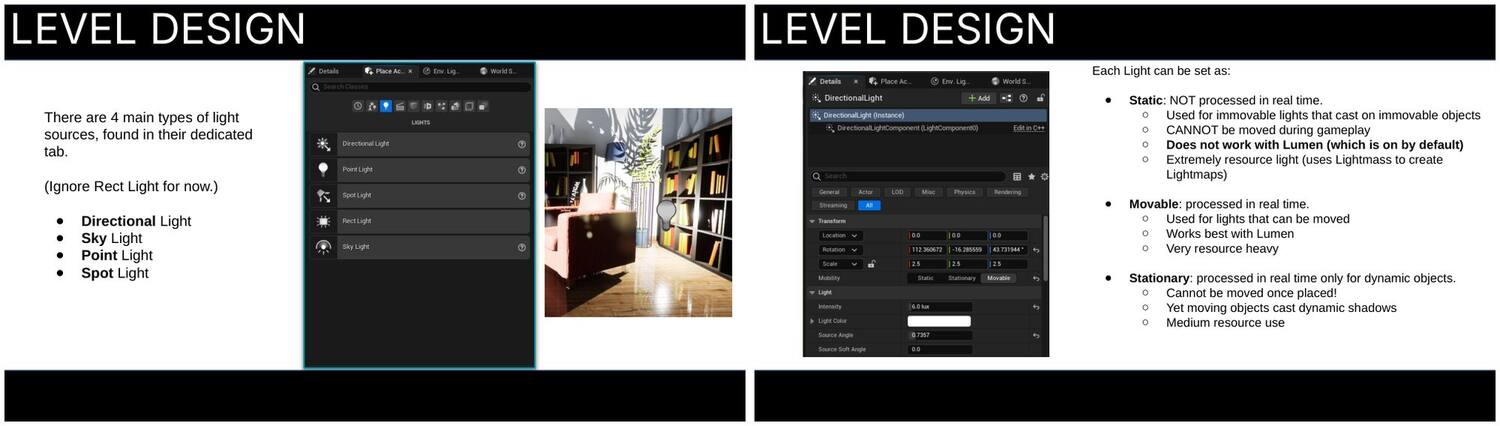 LEVEL DESIGN
There are 4 main types of light
sources, found in their dedicated
tab.
(Ignore Rect Light for now.)
● Directional Light
● Sky Light
● Point Light
● Spot Light
Details
Place Ac.. ×
Env. Lig..
World S...
Search Classes
LIGHTS
Directional Light
Point Light
Spot Light
Rect Light
Sky Light
LEVEL DESIGN
Details ×
Place Ac...
Env. Lig...
World S...
DirectionalLight
+ Add
DirectionalLight (Instance)
DirectionalLightComponent (LightComponent0) Edit in C++
Search
General Actor LOD Misc Physics Rendering
Streaming All
Transform
Location 0.0 0.0 0.0
Rotation 112.360672 -16.285559 43.731944 °
Scale 2.5 2.5 2.5
Mobility Static Stationary Movable
Light
Intensity 6.0 lux
Light Color
Source Angle 0.7357
Source Soft Angle 0.0
Each Light can be set as:
● Static: NOT processed in real time.
○ Used for immovable lights that cast on immovable objects
○ CANNOT be moved during gameplay
○ Does not work with Lumen (which is on by default)
○ Extremely resource light (uses Lightmass to create
Lightmaps)
● Movable: processed in real time.
○ Used for lights that can be moved
○ Works best with Lumen
○ Very resource heavy
● Stationary: processed in real time only for dynamic objects.
○ Cannot be moved once placed!
○ Yet moving objects cast dynamic shadows
○ Medium resource use